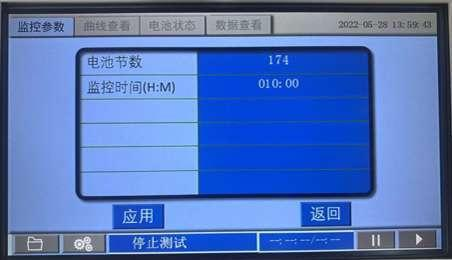 监控参数 曲线查看 电池状态 数据查看 2022-05-28 13:59:43
电池节数 174
监控时间(H:M) 010:00
应用 返回
停止测试 --:--:--/--:--